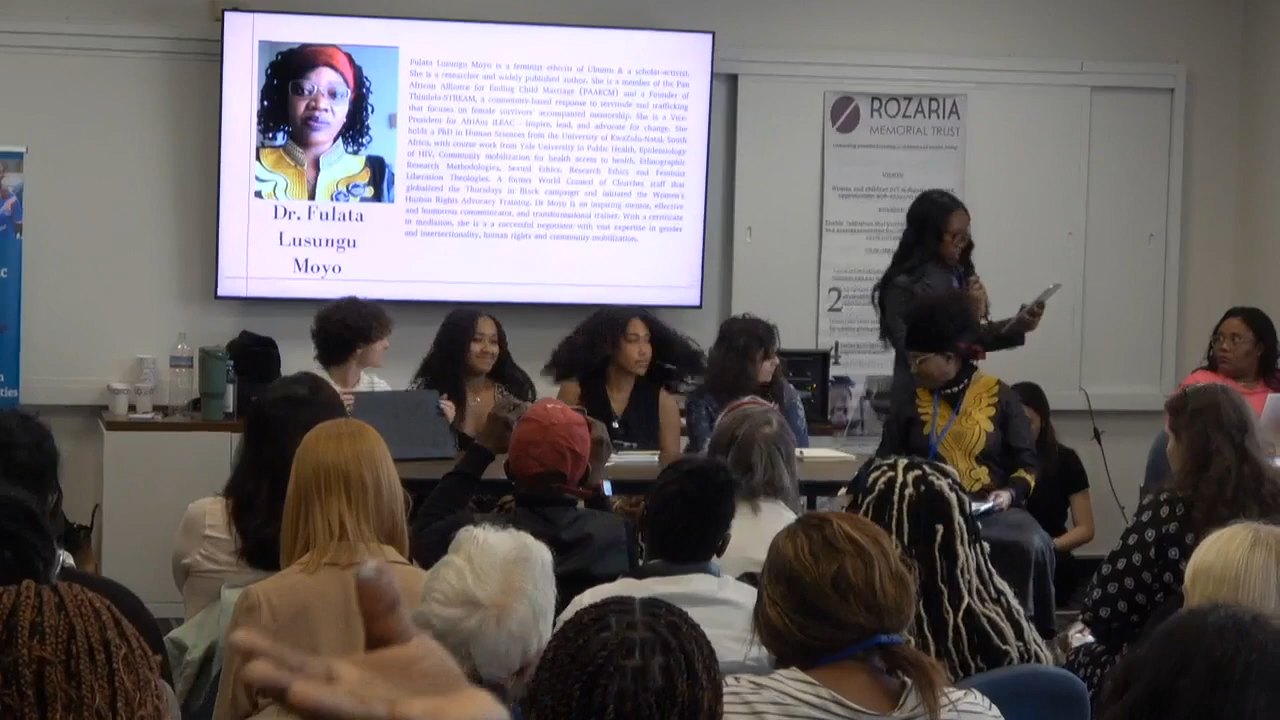 Fulata Lusungu Moyo is a feminist ethicist of Ubuntu & a scholar-activist.
She is a researcher and widely published author. She is a member of the Pan
African Alliance for Ending Child Marriage (PAAECM) and a Founder of
Thimlela-STREAM, a community-based response to servitude and trafficking
that focuses on female survivors' accompanied mentorship. She is a Vice-
President for AfriAus iLEAC - inspire, lead, and advocate for change. She
holds a PhD in Human Sciences from the University of KwaZulu-Natal, South
Africa, with course work from Yale University in Public Health, Epidemiology
of HIV, Community mobilization for health access to health, Ethnographic
Research Methodologies, Sexual Ethics, Research Ethics and Feminist
Liberation Theologies. A former World Council of Churches staff that
globalized the Thursdays in Black campaign and initiated the Women's
Human Rights Advocacy Training. Dr Moyo is an inspiring mentor, effective
and humorous communicator, and transformational trainer. With a certificate
in mediation, she is a a successful negotiator with vast expertise in gender
and intersectionality, human rights and community mobilization.
Dr. Fulata
Lusungu
Moyo
ROZARIA
MEMORIAL TRUST
VISION
2